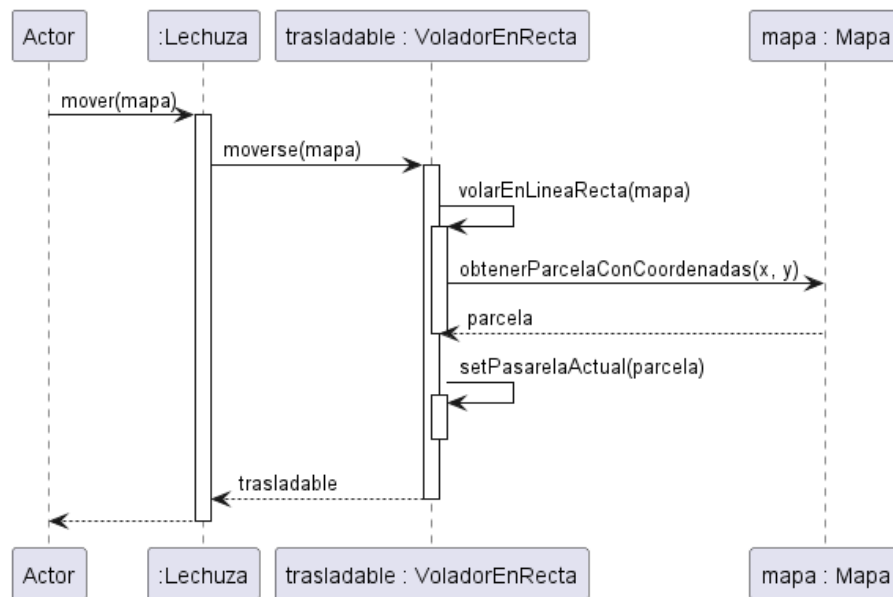 Actor
:Lechuza
trasladable : VoladorEnRecta
mapa : Mapa
mover(mapa)
moverse(mapa)
volarEnLineaRecta(mapa)
obtenerParcelaConCoordenadas(x, y)
parcela
setPasarelaActual(parcela)
trasladable
Actor
:Lechuza
trasladable : VoladorEnRecta
mapa : Mapa